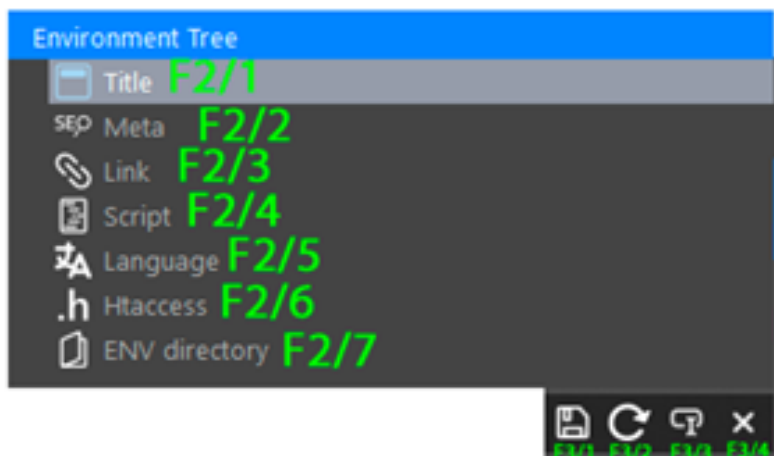 Environment Tree
Title F2/1
SEO Meta F2/2
Link F2/3
Script F2/4
Language F2/5
.h Htaccess F2/6
ENV directory F2/7
F3/1 F3/2 F3/3 F3/4